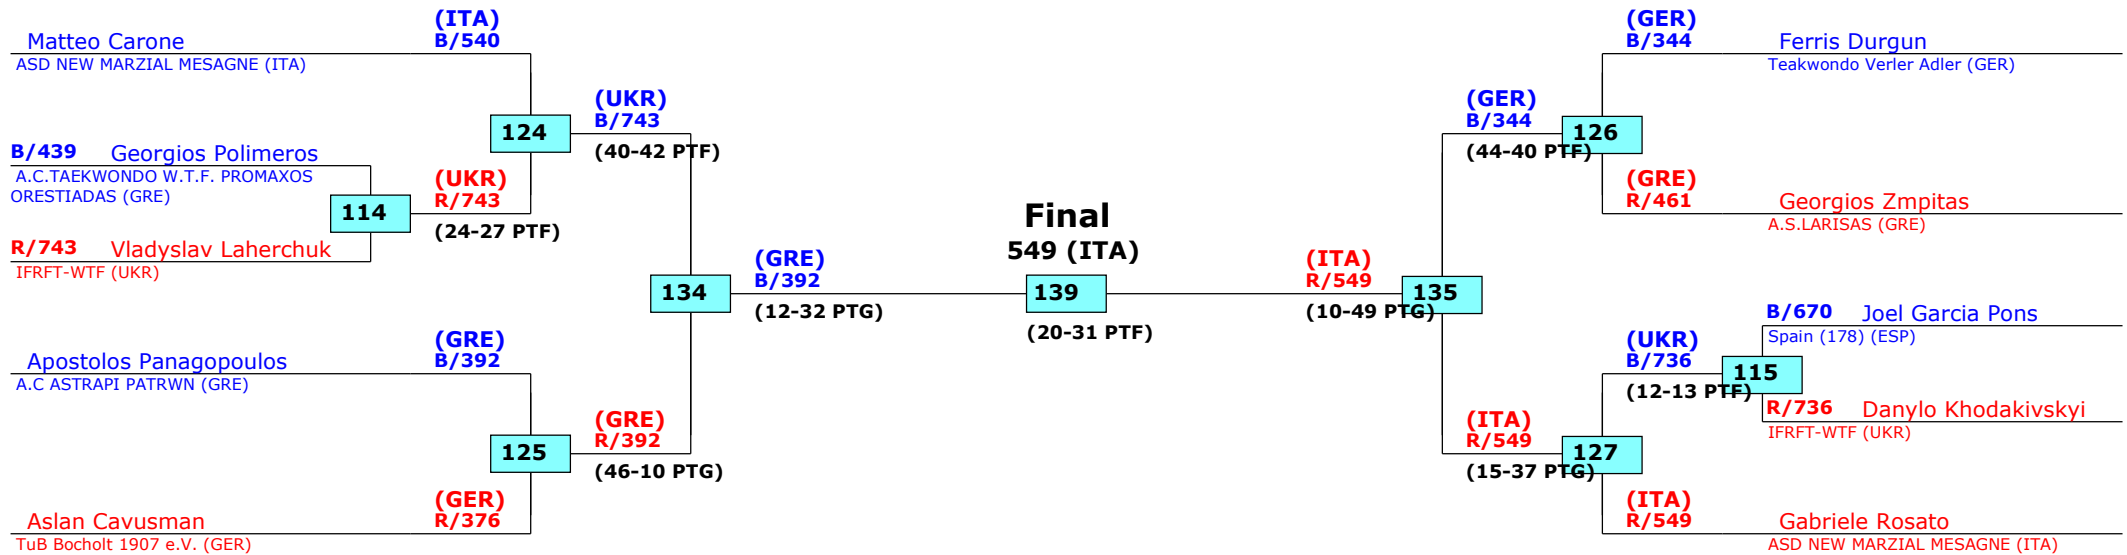 (ITA)
B/540
Matteo Carone
ASD NEW MARZIAL MESAGNE (ITA)
124
(UKR)
B/743
(40-42 PTF)
B/439 Georgios Polimeros
A.C.TAEKWONDO W.T.F. PROMAXOS
ORESTIADAS (GRE)
114
(UKR)
R/743
(24-27 PTF)
R/743 Vladyslav Laherchuk
IFRFT-WTF (UKR)
134
(GRE)
B/392
(12-32 PTG)
(GRE)
B/392
Apostolos Panagopoulos
A.C ASTRAPI PATRWN (GRE)
125
(GRE)
R/392
(46-10 PTG)
(GER)
R/376
Aslan Cavusman
TuB Bocholt 1907 e.V. (GER)
Final
549 (ITA)
139
(20-31 PTF)
(ITA)
R/549
(10-49 PTG)
135
(GER)
B/344
(44-40 PTF)
126
(GER)
B/344
Ferris Durgun
Teakwondo Verler Adler (GER)
(GRE)
R/461
Georgios Zmpitas
A.S.LARISAS (GRE)
B/670 Joel Garcia Pons
Spain (178) (ESP)
(UKR)
B/736
(12-13 PTF)
115
R/736 Danylo Khodakivskyi
IFRFT-WTF (UKR)
(ITA)
R/549
(15-37 PTG)
127
(ITA)
R/549
Gabriele Rosato
ASD NEW MARZIAL MESAGNE (ITA)